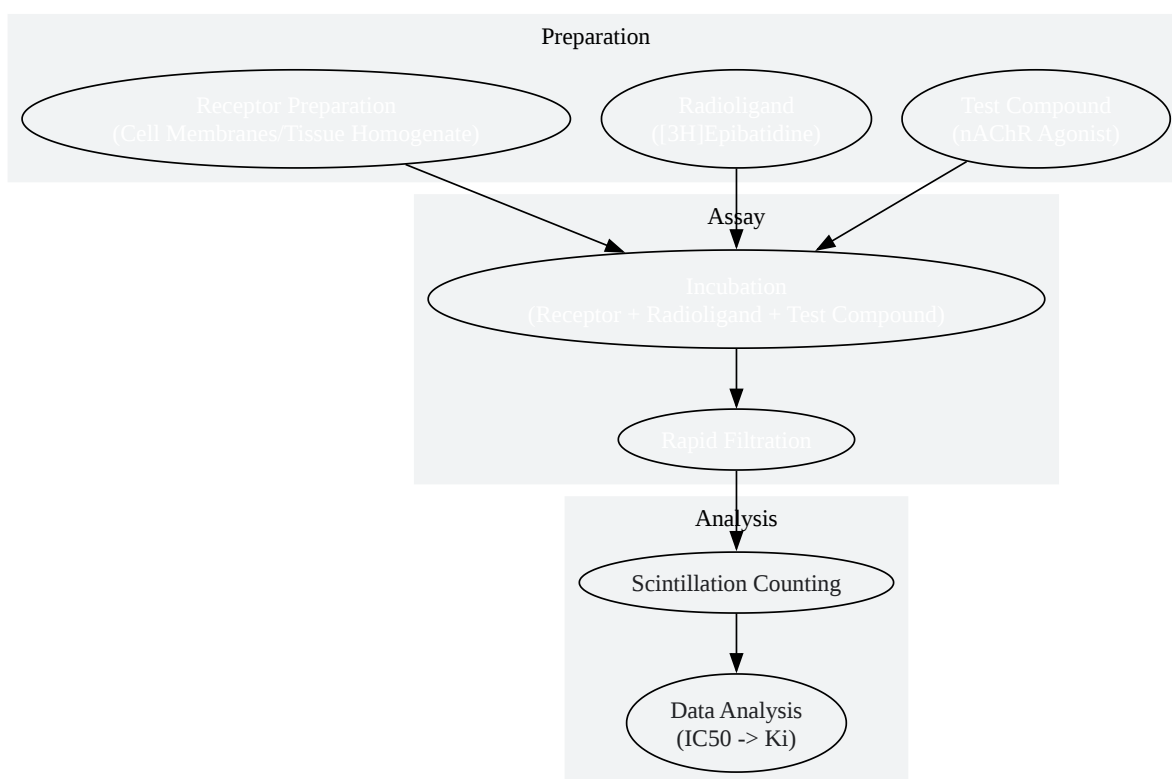 Preparation
Receptor Preparation
(Cell Membranes/Tissue Homogenate)
Radioligand
([3H]Epibatidine)
Test Compound
(nAChR Agonist)
Assay
Incubation
(Receptor + Radioligand + Test Compound)
Rapid Filtration
Analysis
Scintillation Counting
Data Analysis
(IC50 -> Ki)